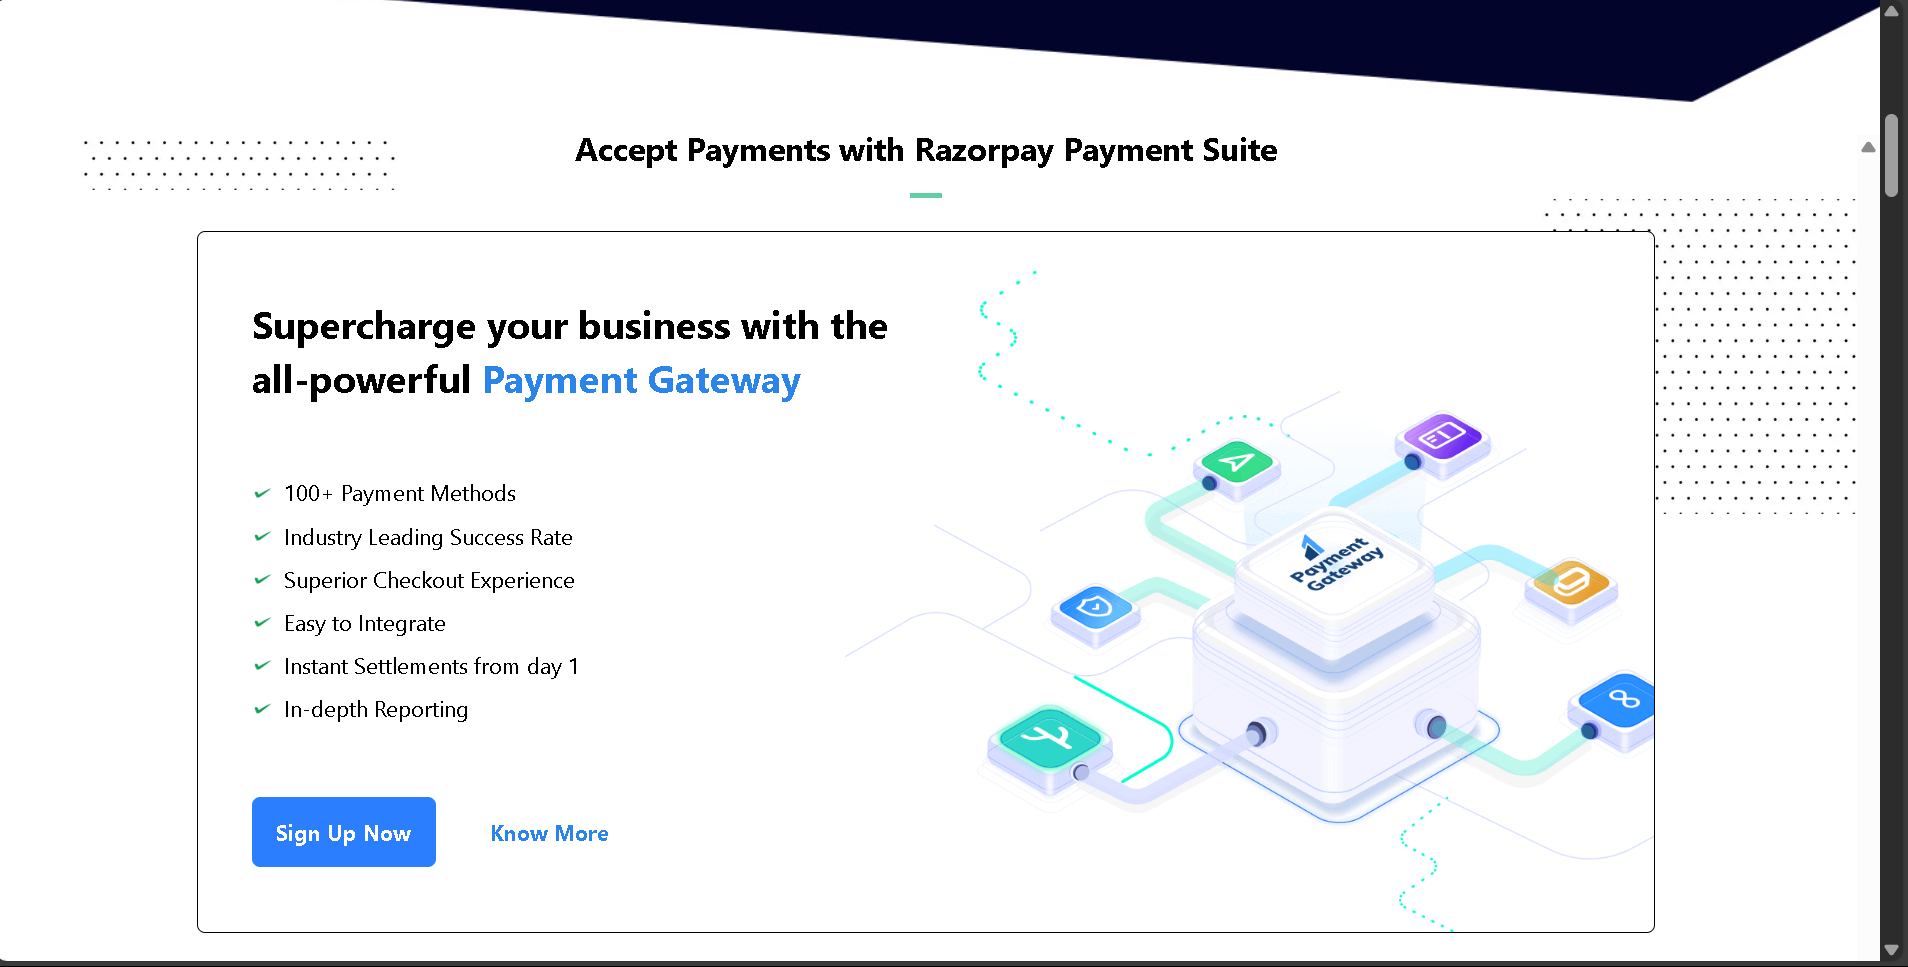 Accept Payments with Razorpay Payment Suite
Supercharge your business with the
all-powerful Payment Gateway
100+ Payment Methods
Industry Leading Success Rate
Superior Checkout Experience
Easy to Integrate
Instant Settlements from day 1
In-depth Reporting
Sign Up Now
Know More
Payment
Gateway